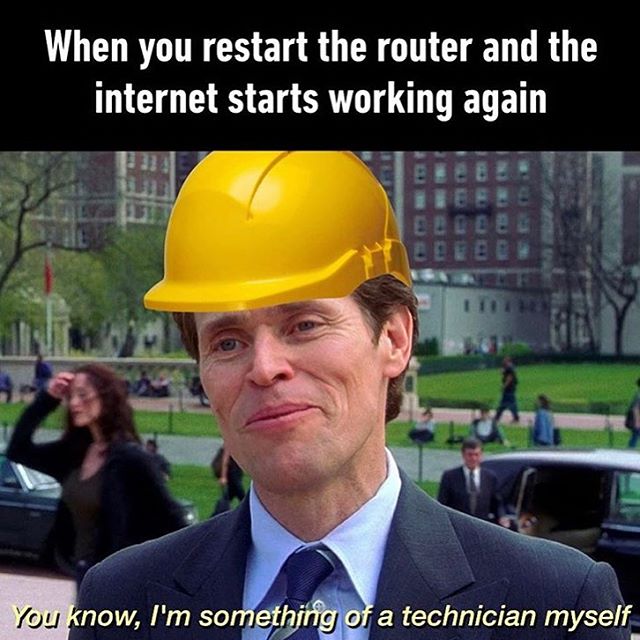 When you restart the router and the
internet starts working again
You know, I'm something of a technician myself